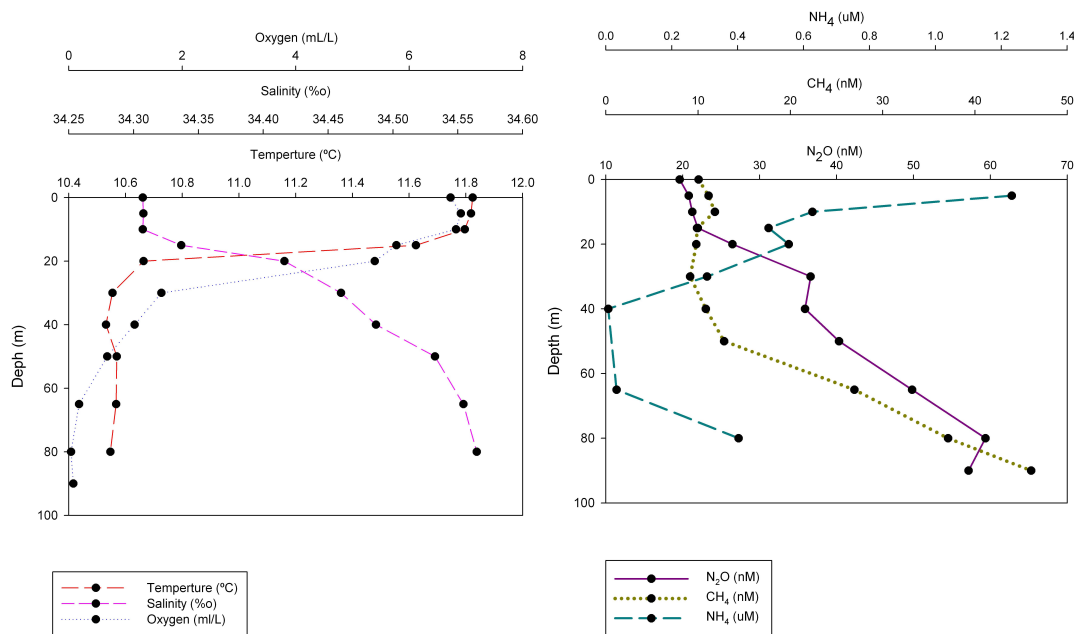 Oxygen (mL/L)
0 2 4 6 8
Salinity (%o)
34.25 34.30 34.35 34.40 34.45 34.50 34.55 34.60
Temperture (ºC)
10.4 10.6 10.8 11.0 11.2 11.4 11.6 11.8 12.0
0
20
40
60
80
100
Depth (m)
Temperture (ºC)
Salinity (%o)
Oxygen (ml/L)
NH4 (uM)
0.0 0.2 0.4 0.6 0.8 1.0 1.2 1.4
CH4 (nM)
0 10 20 30 40 50
N2O (nM)
10 20 30 40 50 60 70
0
20
40
60
80
100
Depth (m)
N2O (nM)
CH4 (nM)
NH4 (uM)